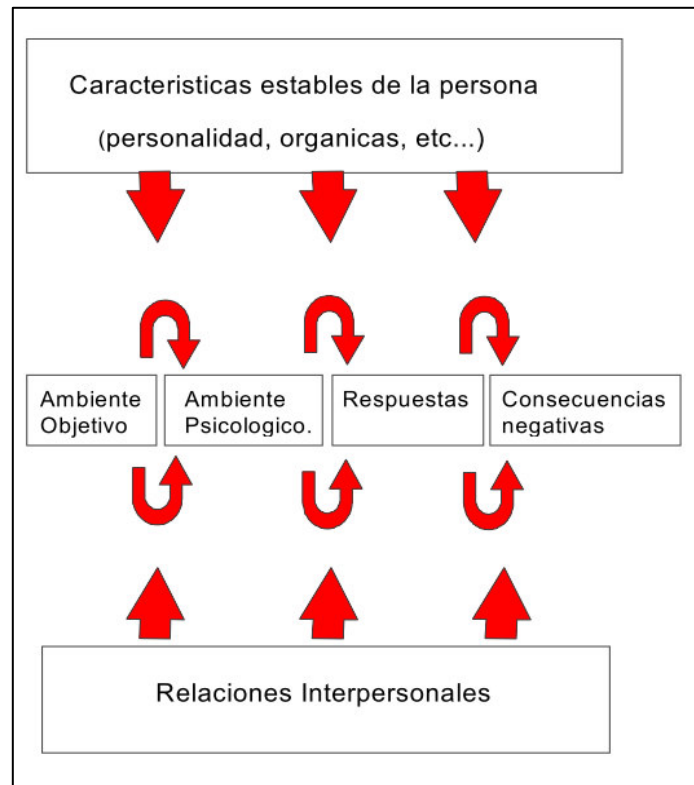 Caracteristicas estables de la persona
(personalidad, organicas, etc...)
Ambiente
Objetivo
Ambiente
Psicologico.
Respuestas
Consecuencias
negativas
Relaciones Interpersonales